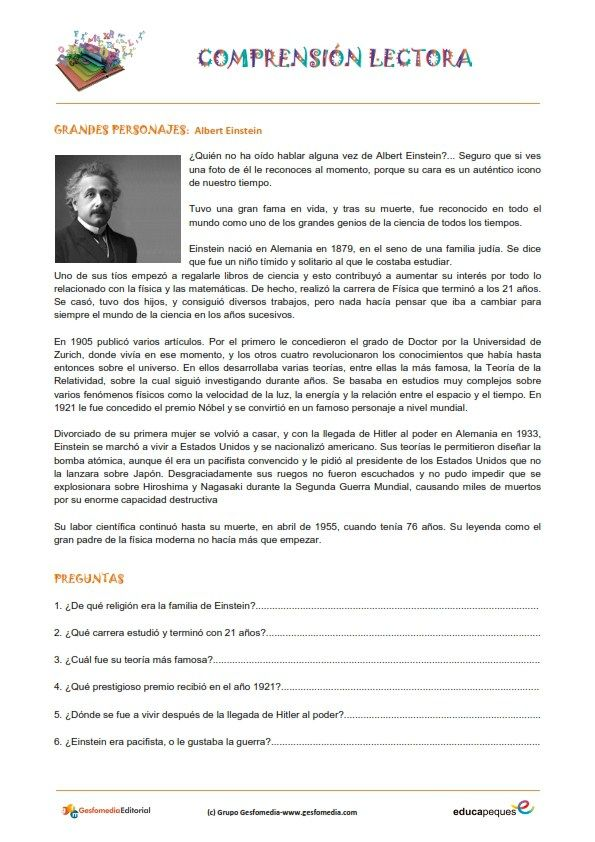 COMPRENSIÓN LECTORA
GRANDES PERSONAJES: Albert Einstein
¿Quién no ha oído hablar alguna vez de Albert Einstein?... Seguro que si ves
una foto de él le reconoces al momento, porque su cara es un auténtico icono
de nuestro tiempo.
Tuvo una gran fama en vida, y tras su muerte, fue reconocido en todo el
mundo como uno de los grandes genios de la ciencia de todos los tiempos.
Einstein nació en Alemania en 1879, en el seno de una familia judía. Se dice
que fue un niño tímido y solitario al que le costaba estudiar.
Uno de sus tíos empezó a regalarle libros de ciencia y esto contribuyó a aumentar su interés por todo lo
relacionado con la física y las matemáticas. De hecho, realizó la carrera de Física que terminó a los 21 años.
Se casó, tuvo dos hijos, y consiguió diversos trabajos, pero nada hacía pensar que iba a cambiar para
siempre el mundo de la ciencia en los años sucesivos.
En 1905 publicó varios artículos. Por el primero le concedieron el grado de Doctor por la Universidad de
Zurich, donde vivía en ese momento, y los otros cuatro revolucionaron los conocimientos que había hasta
entonces sobre el universo. En ellos desarrollaba varias teorías, entre ellas la más famosa, la Teoría de la
Relatividad, sobre la cual siguió investigando durante años. Se basaba en estudios muy complejos sobre
varios fenómenos físicos como la velocidad de la luz, la energía y la relación entre el espacio y el tiempo. En
1921 le fue concedido el premio Nóbel y se convirtió en un famoso personaje a nivel mundial.
Divorciado de su primera mujer se volvió a casar, y con la llegada de Hitler al poder en Alemania en 1933,
Einstein se marchó a vivir a Estados Unidos y se nacionalizó americano. Sus teorías le permitieron diseñar la
bomba atómica, aunque él era un pacifista convencido y le pidió al presidente de los Estados Unidos que no
la lanzara sobre Japón. Desgraciadamente sus ruegos no fueron escuchados y no pudo impedir que se
explosionara sobre Hiroshima y Nagasaki durante la Segunda Guerra Mundial, causando miles de muertos
por su enorme capacidad destructiva
Su labor científica continuó hasta su muerte, en abril de 1955, cuando tenía 76 años. Su leyenda como el
gran padre de la física moderna no hacía más que empezar.
PREGUNTAS
1. ¿De qué religión era la familia de Einstein?......................................................................................................
2. ¿Qué carrera estudió y terminó con 21 años?...................................................................................................
3. ¿Cuál fue su teoría más famosa?......................................................................................................................
4. ¿Qué prestigioso premio recibió en el año 1921?.............................................................................................
5. ¿Dónde se fue a vivir después de la llegada de Hitler al poder?.......................................................................
6. ¿Einstein era pacifista, o le gustaba la guerra?.................................................................................................
GesfomediaEditorial
(c) Grupo Gesfomedia-www.gesfomedia.com
educapeques